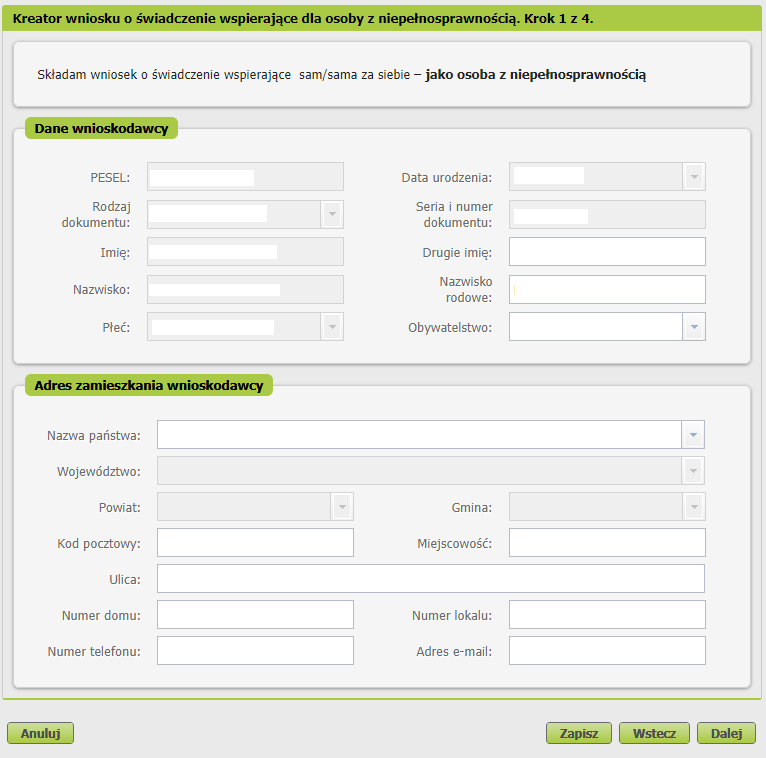 Kreator wniosku o świadczenie wspierające dla osoby z niepełnosprawnością. Krok 1 z 4.
Składam wniosek o świadczenie wspierające sam/sama za siebie – jako osoba z niepełnosprawnością
Dane wnioskodawcy
PESEL: Data urodzenia:
Rodzaj dokumentu: Seria i numer dokumentu:
Imię: Drugie imię:
Nazwisko: Nazwisko rodowe:
Płeć: Obywatelstwo:
Adres zamieszkania wnioskodawcy
Nazwa państwa:
Województwo:
Powiat: Gmina:
Kod pocztowy: Miejscowość:
Ulica:
Numer domu: Numer lokalu:
Numer telefonu: Adres e-mail:
Anuluj Zapisz Wstecz Dalej